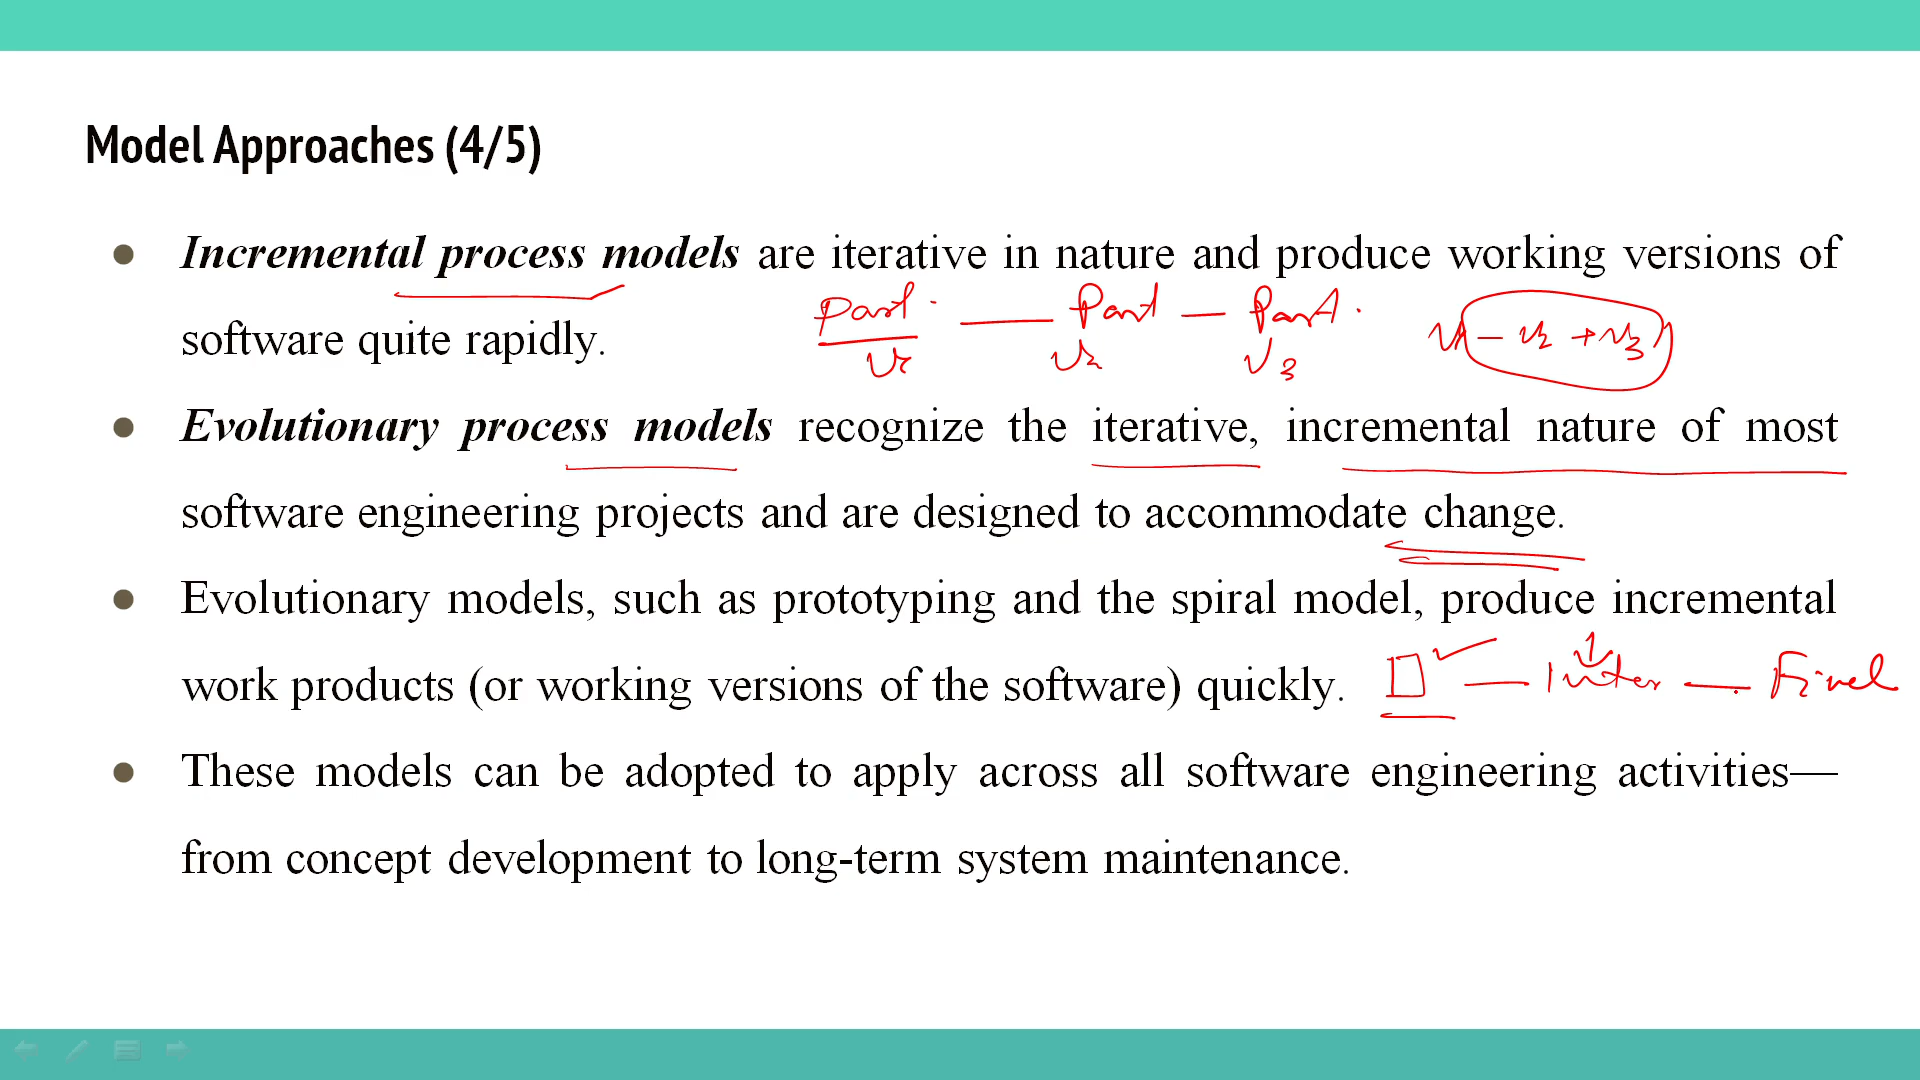 Model Approaches (4/5)
● Incremental process models are iterative in nature and produce working versions of
Part. — Part — Part.
software quite rapidly.
V1 V2 V3
V1 – V2 + V3
● Evolutionary process models recognize the iterative, incremental nature of most
software engineering projects and are designed to accommodate change.
● Evolutionary models, such as prototyping and the spiral model, produce incremental
work products (or working versions of the software) quickly.
— Inter — Final
● These models can be adopted to apply across all software engineering activities—
from concept development to long-term system maintenance.